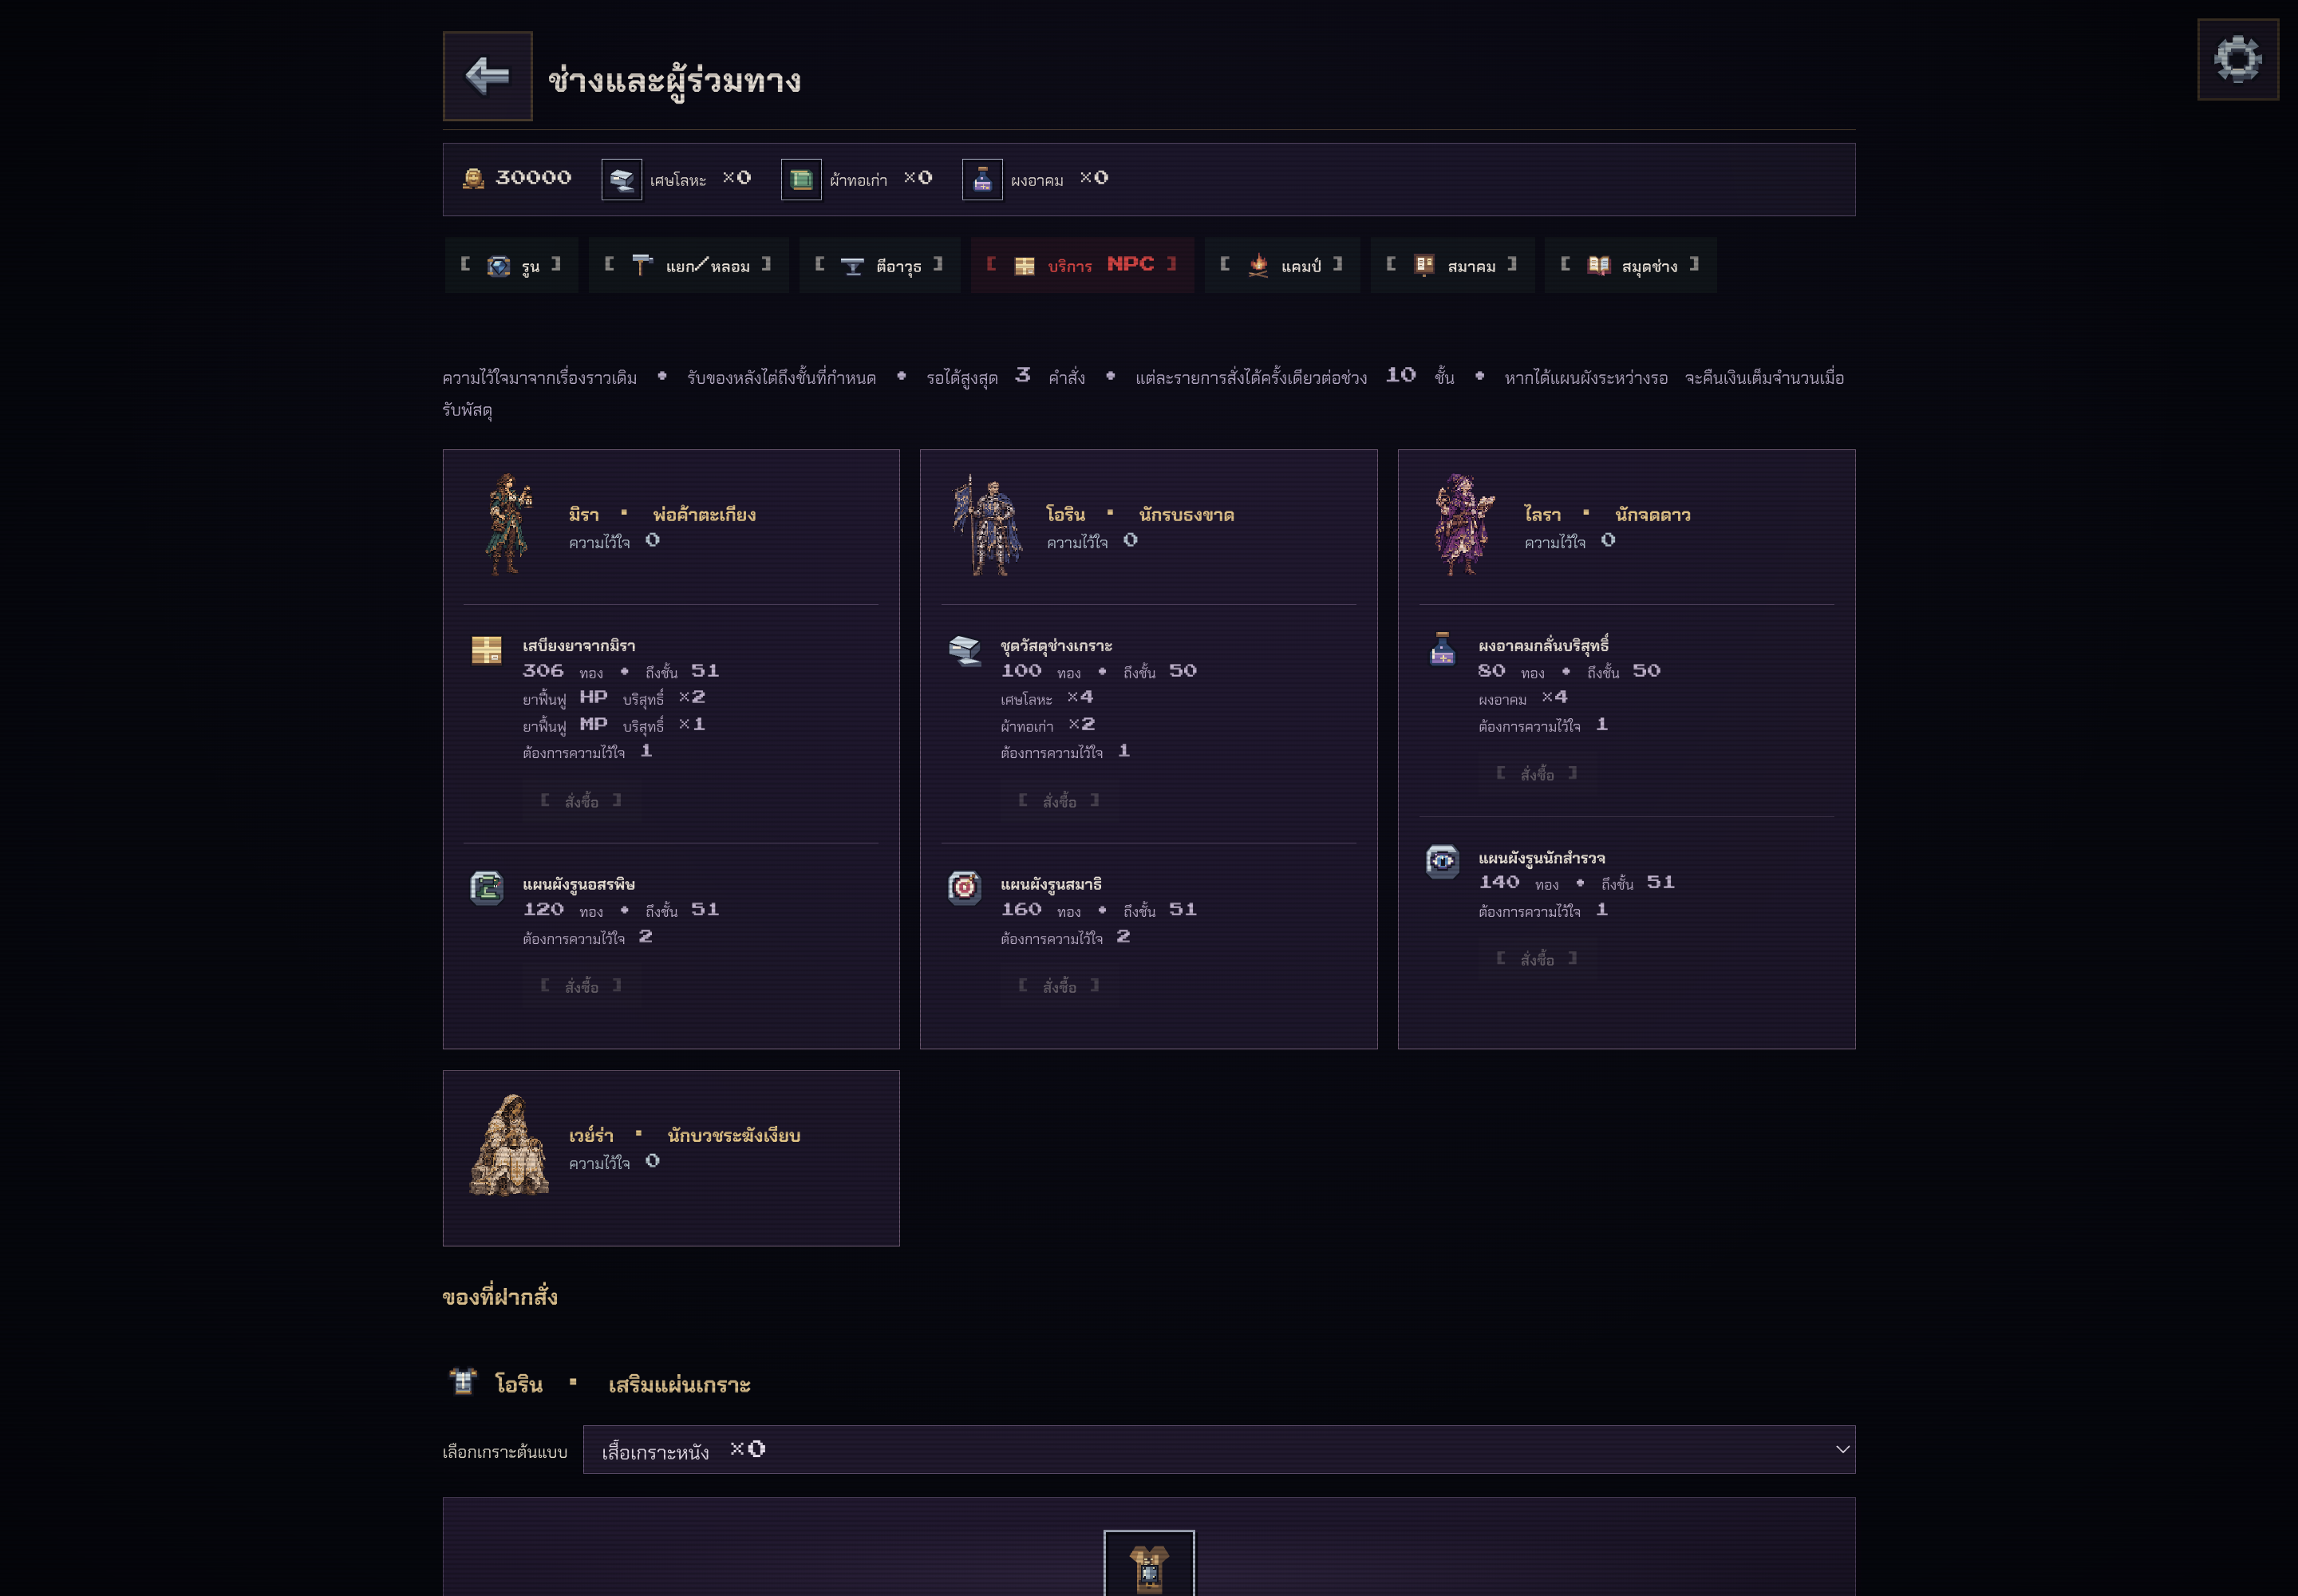 ช่างและผู้ร่วมทาง
30000 เศษโลหะ ×0 ผ้าทอเก่า ×0 ผงอาคม ×0
[ รูน ] [ แยก/หลอม ] [ ตีอาวุธ ] [ บริการ NPC ] [ แคมป์ ] [ สมาคม ] [ สมุดช่าง ]
ความไว้ใจมาจากเรื่องราวเดิม • รับของหลังไต่ถึงชั้นที่กำหนด • รอได้สูงสุด 3 คำสั่ง • แต่ละรายการสั่งได้ครั้งเดียวต่อช่วง 10 ชั้น • หากได้แผนผังระหว่างรอ จะคืนเงินเต็มจำนวนเมื่อ
รับพัสดุ
มิรา · พ่อค้าตะเกียง
ความไว้ใจ 0
เสบียงยาจากมิรา
306 ทอง • ถึงชั้น 51
ยาฟื้นฟู HP บริสุทธิ์ ×2
ยาฟื้นฟู MP บริสุทธิ์ ×1
ต้องการความไว้ใจ 1
[ สั่งซื้อ ]
แผนผังรูนอสรพิษ
120 ทอง • ถึงชั้น 51
ต้องการความไว้ใจ 2
[ สั่งซื้อ ]
โอริน · นักรบธงขาด
ความไว้ใจ 0
ชุดวัสดุช่างเกราะ
100 ทอง • ถึงชั้น 50
เศษโลหะ ×4
ผ้าทอเก่า ×2
ต้องการความไว้ใจ 1
[ สั่งซื้อ ]
แผนผังรูนสมาธิ
160 ทอง • ถึงชั้น 51
ต้องการความไว้ใจ 2
[ สั่งซื้อ ]
ไลรา · นักจดดาว
ความไว้ใจ 0
ผงอาคมกลั่นบริสุทธิ์
80 ทอง • ถึงชั้น 50
ผงอาคม ×4
ต้องการความไว้ใจ 1
[ สั่งซื้อ ]
แผนผังรูนนักสำรวจ
140 ทอง • ถึงชั้น 51
ต้องการความไว้ใจ 1
[ สั่งซื้อ ]
เวย์ร่า · นักบวชระฆังเงียบ
ความไว้ใจ 0
ของที่ฝากสั่ง
โอริน · เสริมแผ่นเกราะ
เลือกเกราะต้นแบบ เสื้อเกราะหนัง ×0